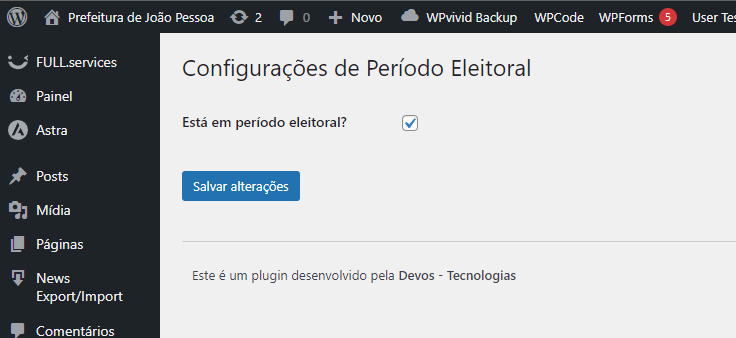 Prefeitura de João Pessoa 2 0 Novo WPvivid Backup WPCode WPForms 5 User Tes
FULL.services
Painel
Astra
Posts
Mídia
Páginas
News
Export/Import
Comentários
Configurações de Período Eleitoral
Está em período eleitoral?
Salvar alterações
Este é um plugin desenvolvido pela Devos - Tecnologias